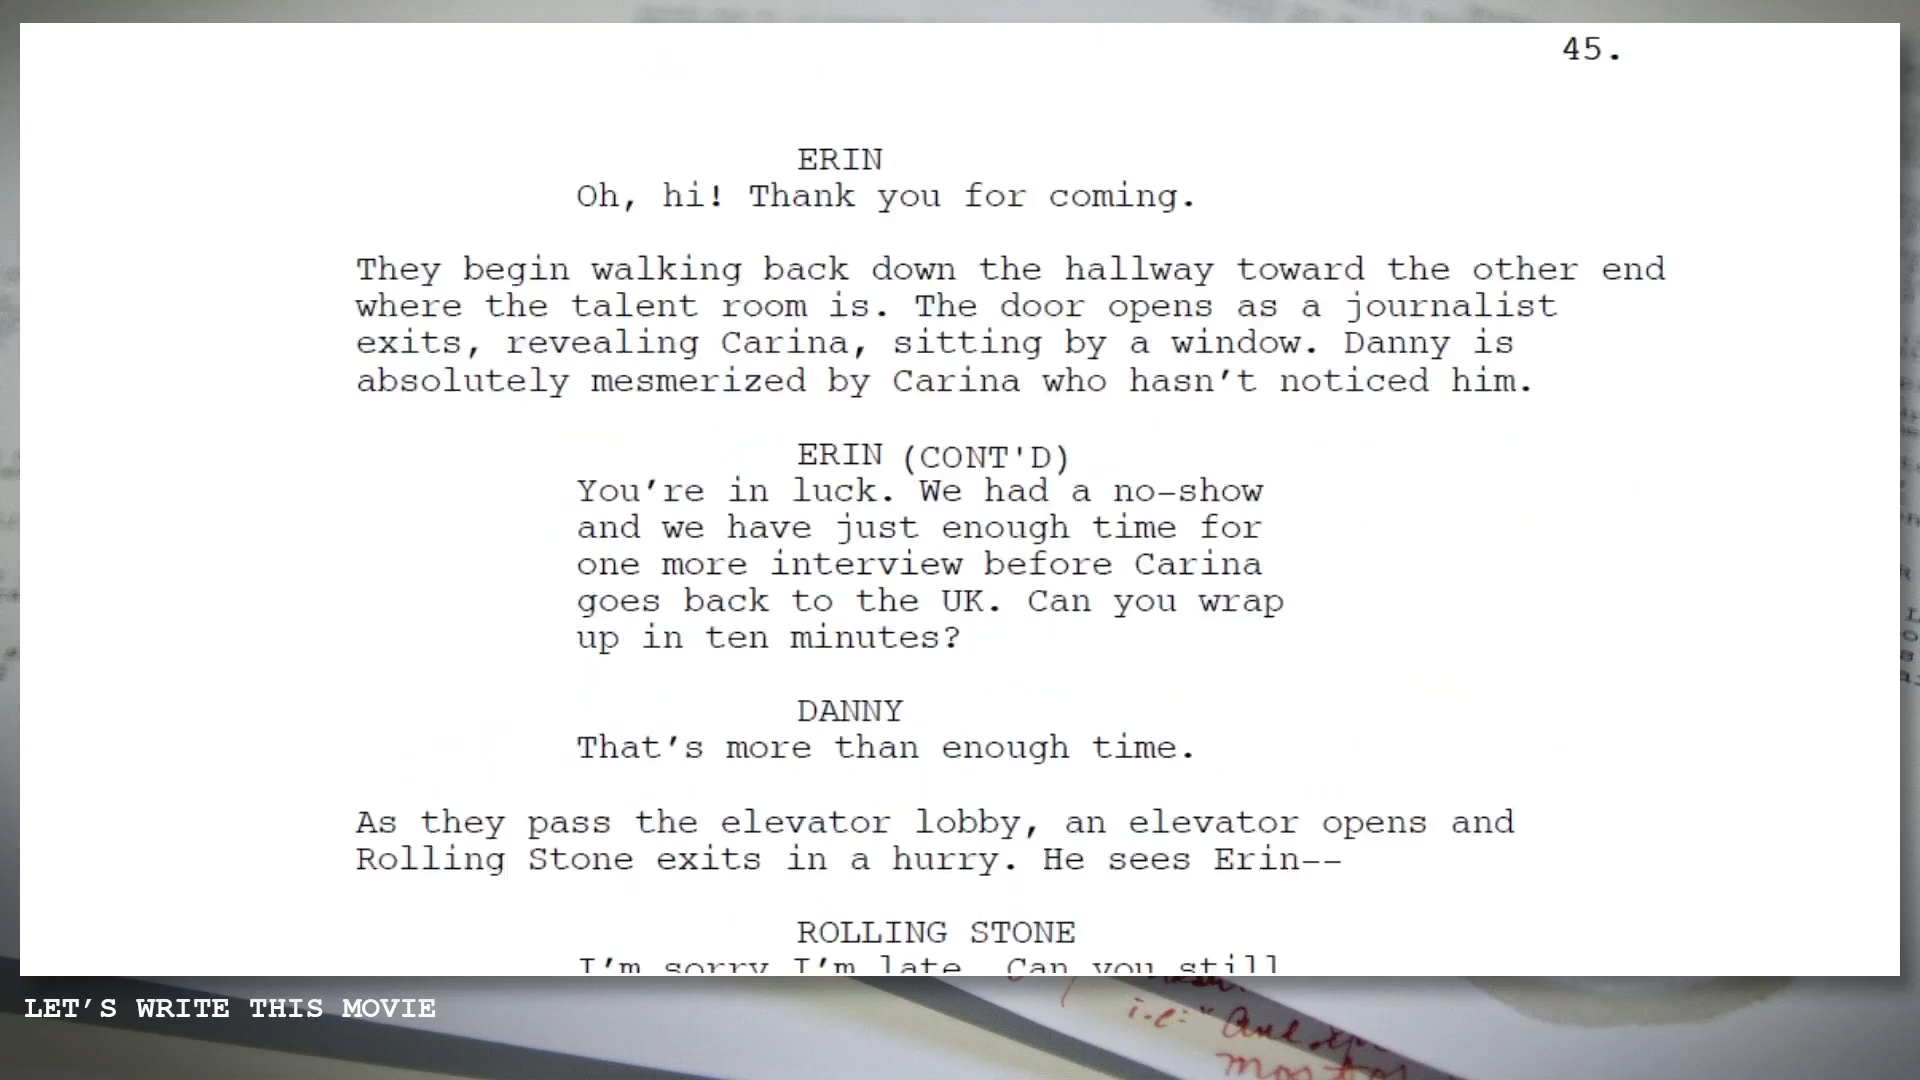 45.
ERIN
Oh, hi! Thank you for coming.
They begin walking back down the hallway toward the other end
where the talent room is. The door opens as a journalist
exits, revealing Carina, sitting by a window. Danny is
absolutely mesmerized by Carina who hasn’t noticed him.
ERIN (CONT'D)
You’re in luck. We had a no-show
and we have just enough time for
one more interview before Carina
goes back to the UK. Can you wrap
up in ten minutes?
DANNY
That’s more than enough time.
As they pass the elevator lobby, an elevator opens and
Rolling Stone exits in a hurry. He sees Erin--
ROLLING STONE
I’m sorry I’m late. Can you still
LET’S WRITE THIS MOVIE
i.e: "And